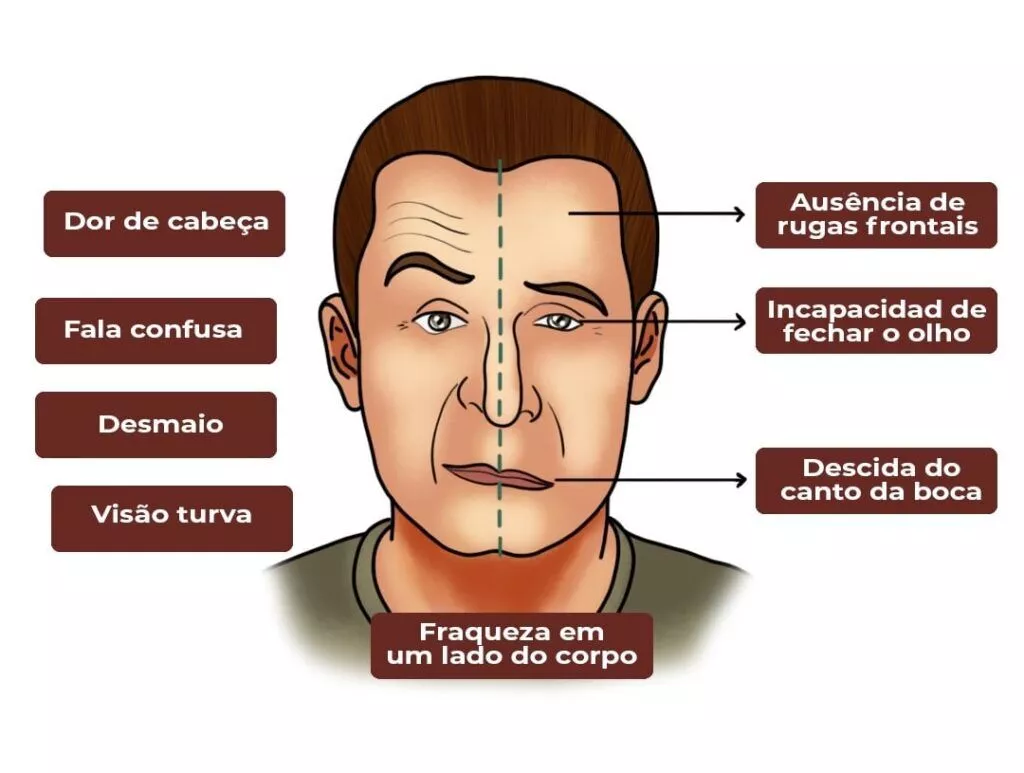 Dor de cabeça
Fala confusa
Desmaio
Visão turva
Ausência de
rugas frontais
Incapacidad de
fechar o olho
Descida do
canto da boca
Fraqueza em
um lado do corpo